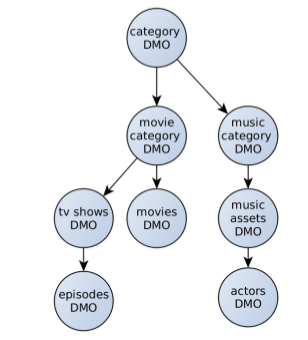 category
DMO
movie
category
DMO
music
category
DMO
tv shows
DMO
movies
DMO
music
assets
DMO
episodes
DMO
actors
DMO